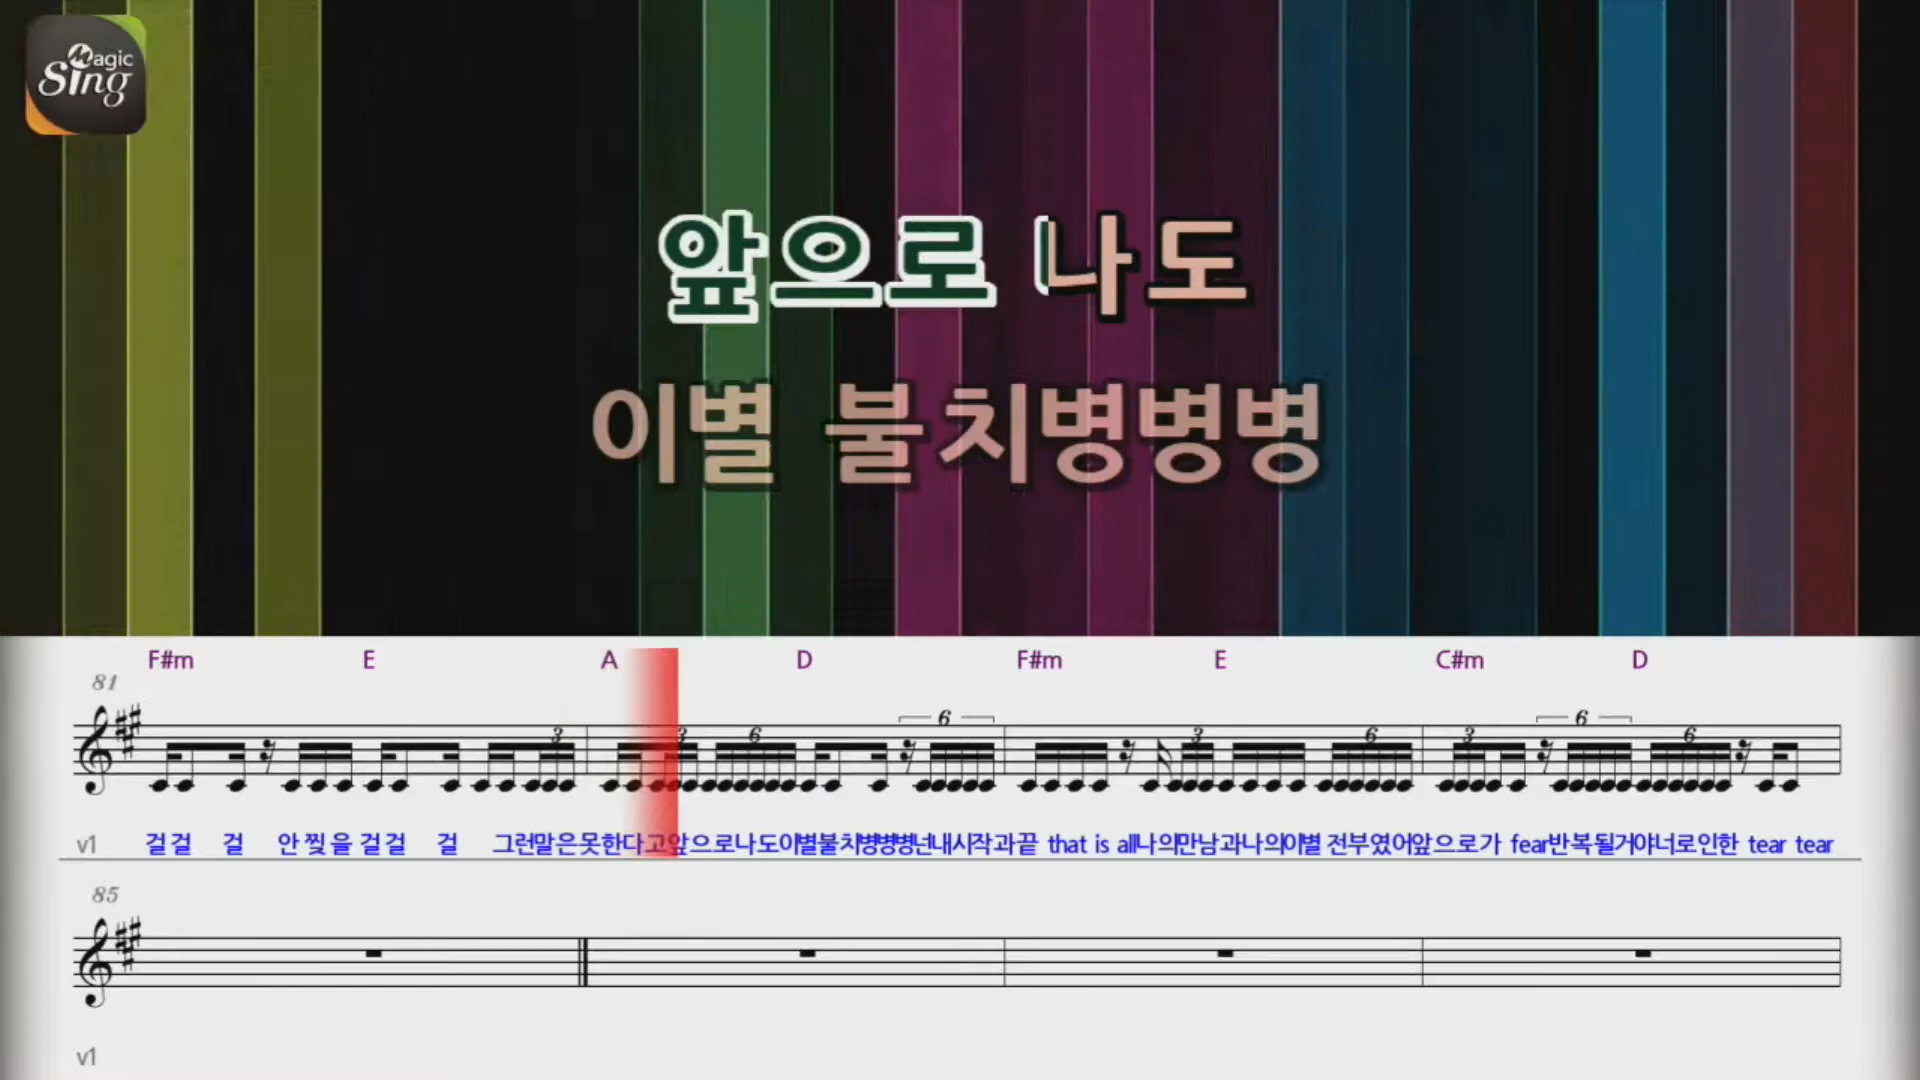 Magic
Sing
앞으로 나도
이별 불치병병병
F#m E A D F#m E C#m D
81
3 3 6 6 3 6 3 6 6
v1 걸걸 걸 안찢을 걸걸 걸 그런말은못한다고앞으로나도이별불치병병병넌내시작과끝 that is all나의만남과나의이별 전부였어앞으로가 fear반복될거야너로인한 tear tear
85
v1